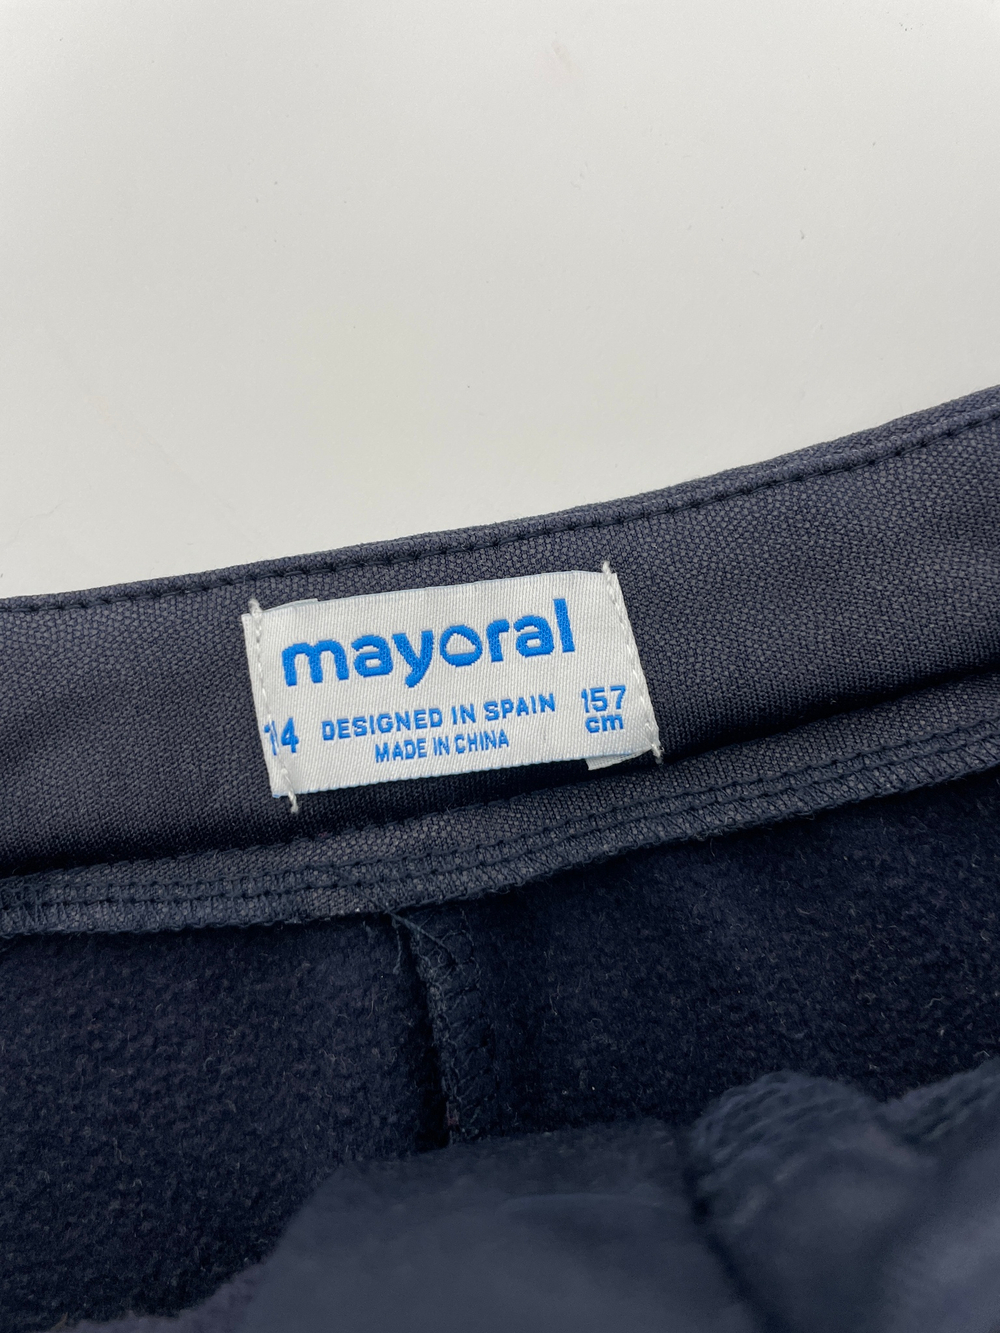 mayoral
14 DESIGNED IN SPAIN 157
MADE IN CHINA cm